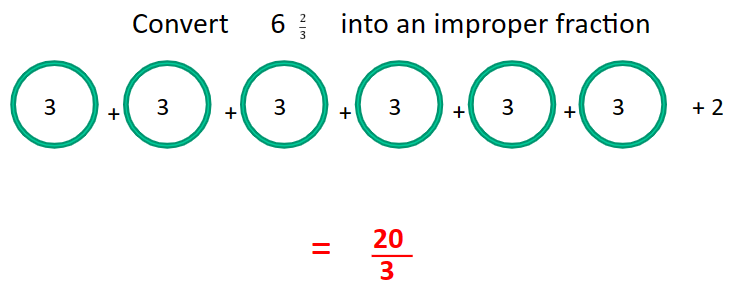 Convert 6 2/3 into an improper fraction
3 + 3 + 3 + 3 + 3 + 3 + 2
= 20/3